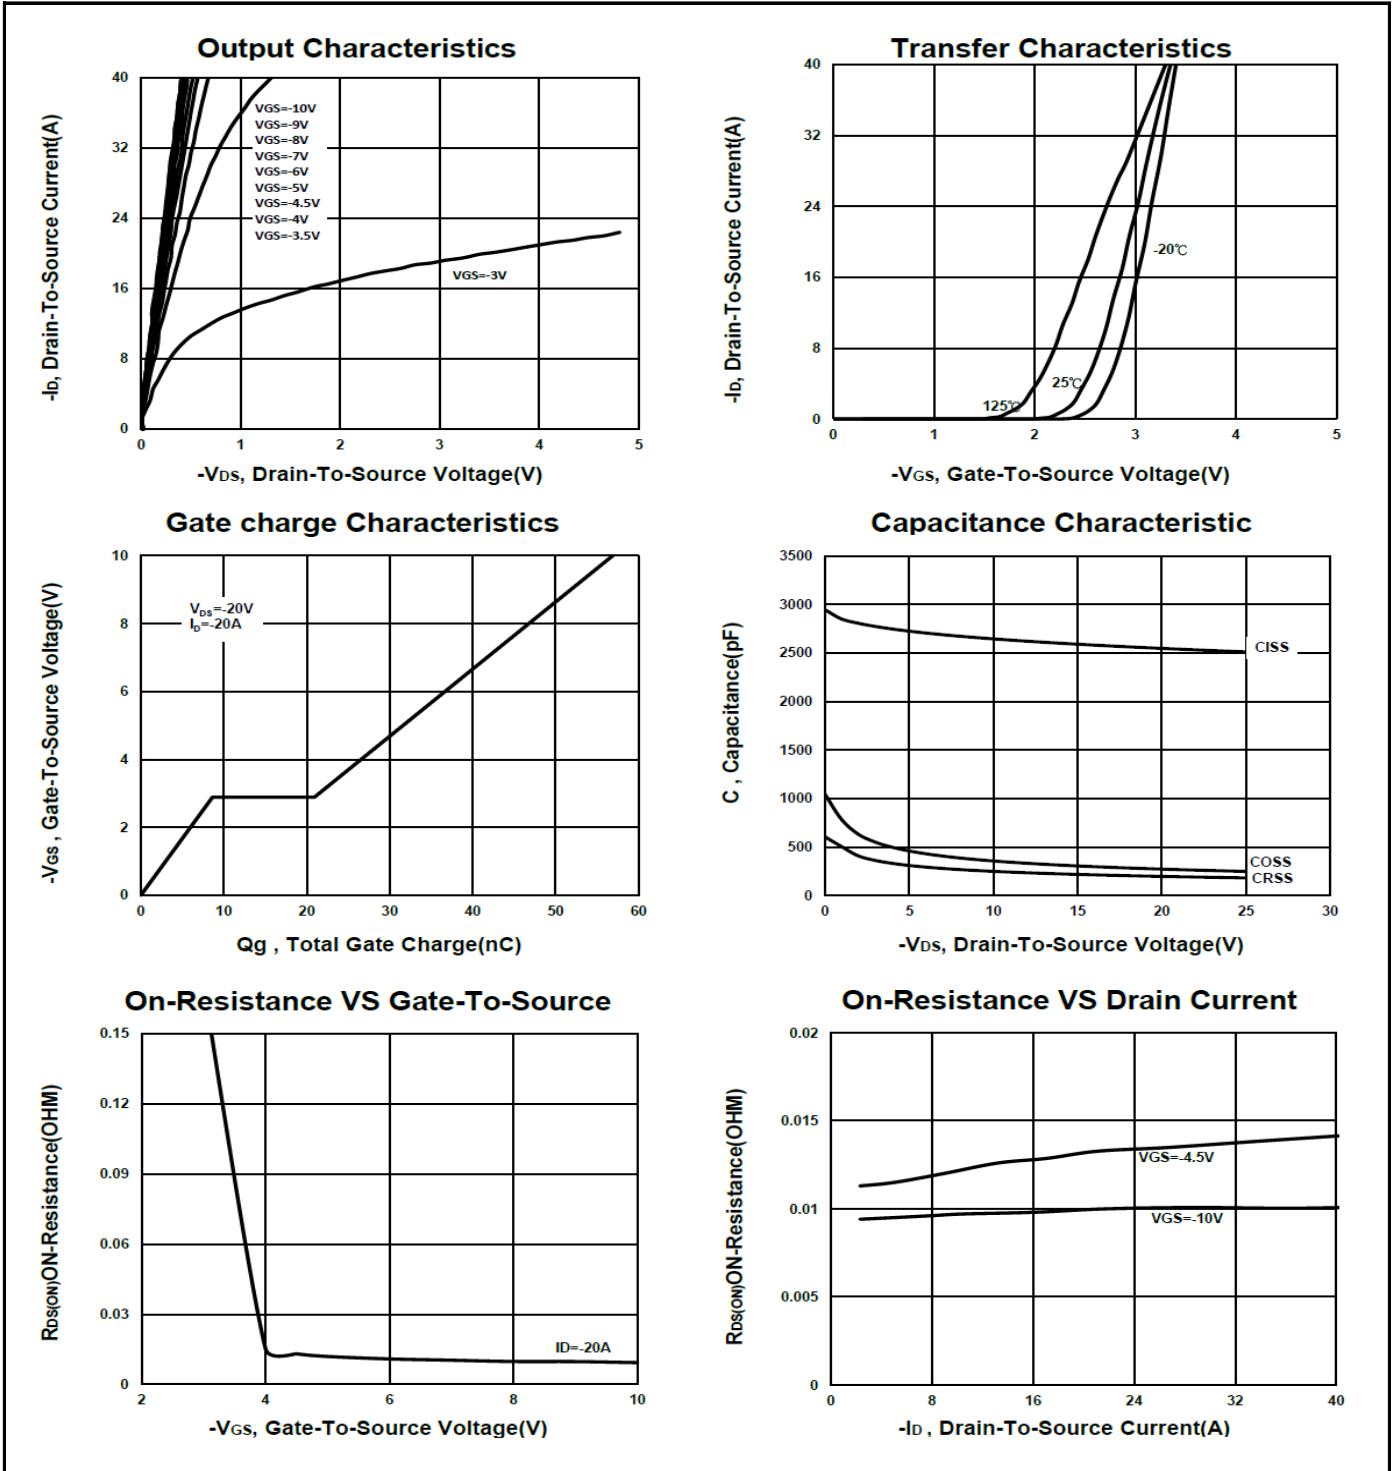 Output Characteristics
-ID, Drain-To-Source Current(A)
40
32
24
16
8
0
VGS=-10V
VGS=-9V
VGS=-8V
VGS=-7V
VGS=-6V
VGS=-5V
VGS=-4.5V
VGS=-4V
VGS=-3.5V
VGS=-3V
0 1 2 3 4 5
-VDS, Drain-To-Source Voltage(V)
Transfer Characteristics
-ID, Drain-To-Source Current(A)
40
32
24
16
8
0
-20℃
25℃
125℃
0 1 2 3 4 5
-VGS, Gate-To-Source Voltage(V)
Gate charge Characteristics
-VGS , Gate-To-Source Voltage(V)
10
8
6
4
2
0
VDS=-20V
ID=-20A
0 10 20 30 40 50 60
Qg , Total Gate Charge(nC)
Capacitance Characteristic
C , Capacitance(pF)
3500
3000
2500
2000
1500
1000
500
0
CISS
COSS
CRSS
0 5 10 15 20 25 30
-VDS, Drain-To-Source Voltage(V)
On-Resistance VS Gate-To-Source
RDS(ON)ON-Resistance(OHM)
0.15
0.12
0.09
0.06
0.03
0
ID=-20A
2 4 6 8 10
-VGS, Gate-To-Source Voltage(V)
On-Resistance VS Drain Current
RDS(ON)ON-Resistance(OHM)
0.02
0.015
0.01
0.005
0
VGS=-4.5V
VGS=-10V
0 8 16 24 32 40
-ID , Drain-To-Source Current(A)